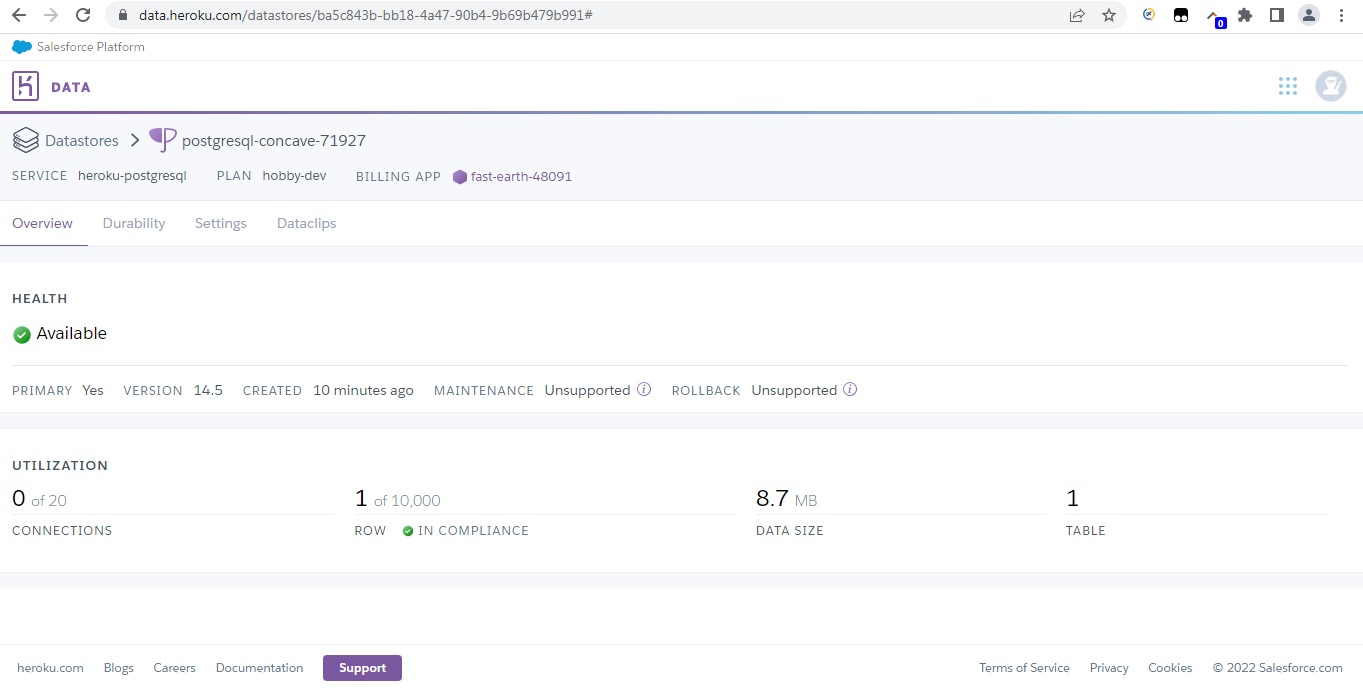 data.heroku.com/datastores/ba5c843b-bb18-4a47-90b4-9b69b479b991#
0
Salesforce Platform
DATA
Datastores postgresql-concave-71927
SERVICE heroku-postgresql PLAN hobby-dev BILLING APP fast-earth-48091
Overview Durability Settings Dataclips
HEALTH
Available
PRIMARY Yes VERSION 14.5 CREATED 10 minutes ago MAINTENANCE Unsupported ROLLBACK Unsupported
UTILIZATION
0 of 20 1 of 10,000 8.7 MB 1
CONNECTIONS ROW IN COMPLIANCE DATA SIZE TABLE
heroku.com Blogs Careers Documentation Support Terms of Service Privacy Cookies © 2022 Salesforce.com